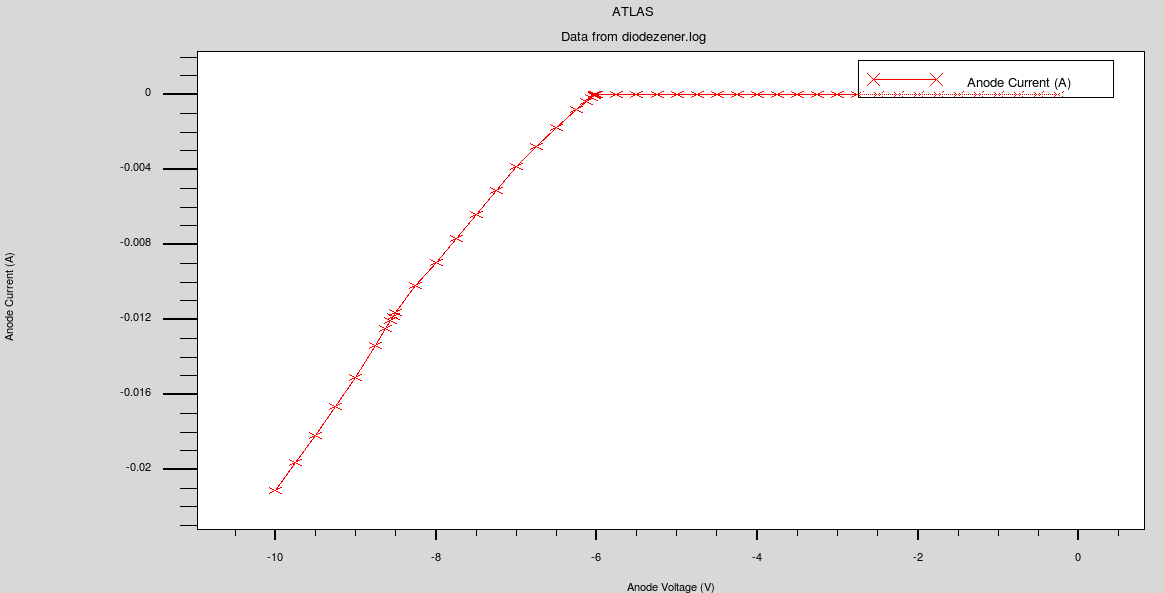 ATLAS
Data from diodezener.log
Anode Current (A)
0
-0.004
-0.008
-0.012
-0.016
-0.02
Anode Current (A)
-10 -8 -6 -4 -2 0
Anode Voltage (V)